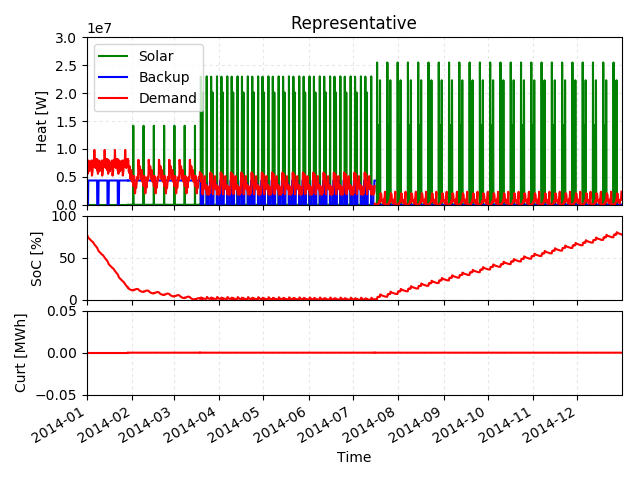 Representative
1e7
3.0
2.5
2.0
1.5
1.0
0.5
0.0
Heat [W]
Solar
Backup
Demand
100
50
0
SoC [%]
0.05
0.00
−0.05
Curt [MWh]
2014-01
2014-02
2014-03
2014-04
2014-05
2014-06
2014-07
2014-08
2014-09
2014-10
2014-11
2014-12
Time